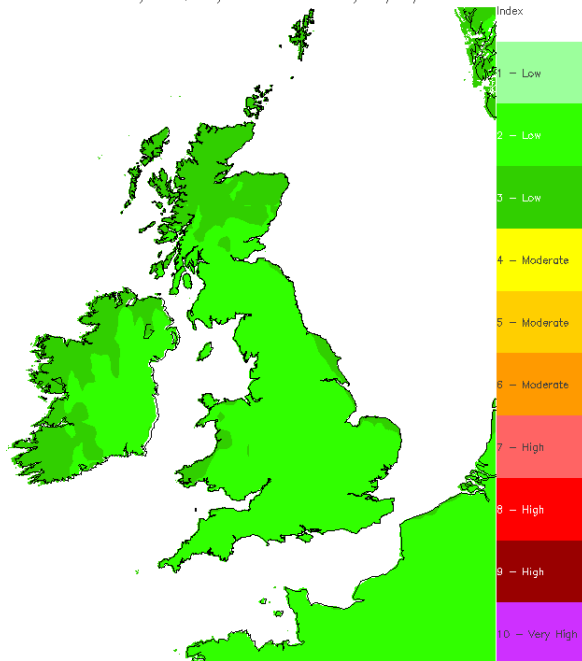 Index
1 - Low
2 - Low
3 - Low
4 - Moderate
5 - Moderate
6 - Moderate
7 - High
8 - High
9 - High
10 - Very High